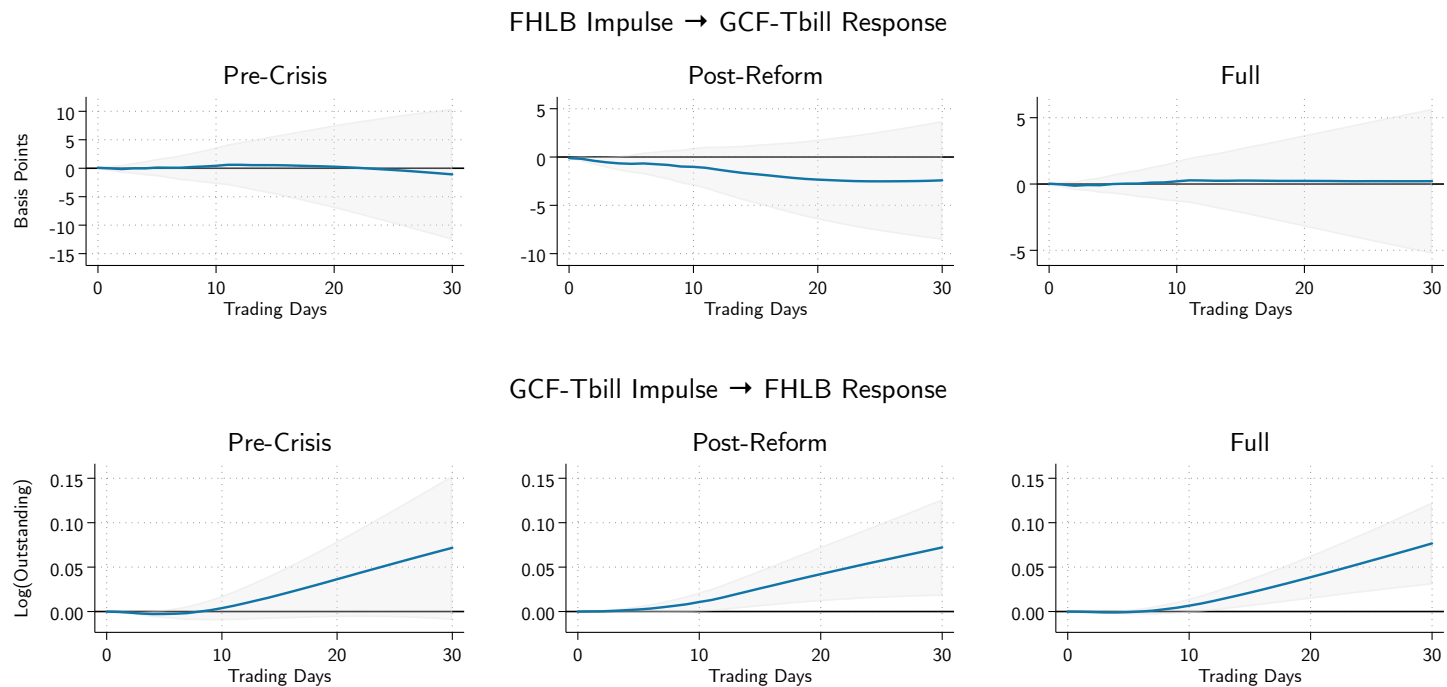 FHLB Impulse → GCF-Tbill Response
Pre-Crisis
Post-Reform
Full
Basis Points
10
5
0
-5
-10
-15
0 10 20 30
Trading Days
5
0
-5
-10
0 10 20 30
Trading Days
5
0
-5
0 10 20 30
Trading Days
GCF-Tbill Impulse → FHLB Response
Pre-Crisis
Post-Reform
Full
Log(Outstanding)
0.15
0.10
0.05
0.00
0 10 20 30
Trading Days
0.15
0.10
0.05
0.00
0 10 20 30
Trading Days
0.15
0.10
0.05
0.00
0 10 20 30
Trading Days